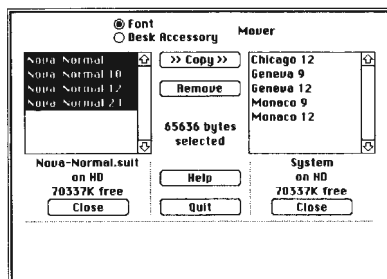 Font
Desk Accessory
Mover
Nova Normal
Nova Normal 10
Nova Normal 12
Nova Normal 24
>> Copy >>
Remove
65636 bytes
selected
Chicago 12
Geneva 9
Geneva 12
Monaco 9
Monaco 12
Nova-Normal.suit
on HD
70337K free
Close
Help
Quit
System
on HD
70337K free
Close